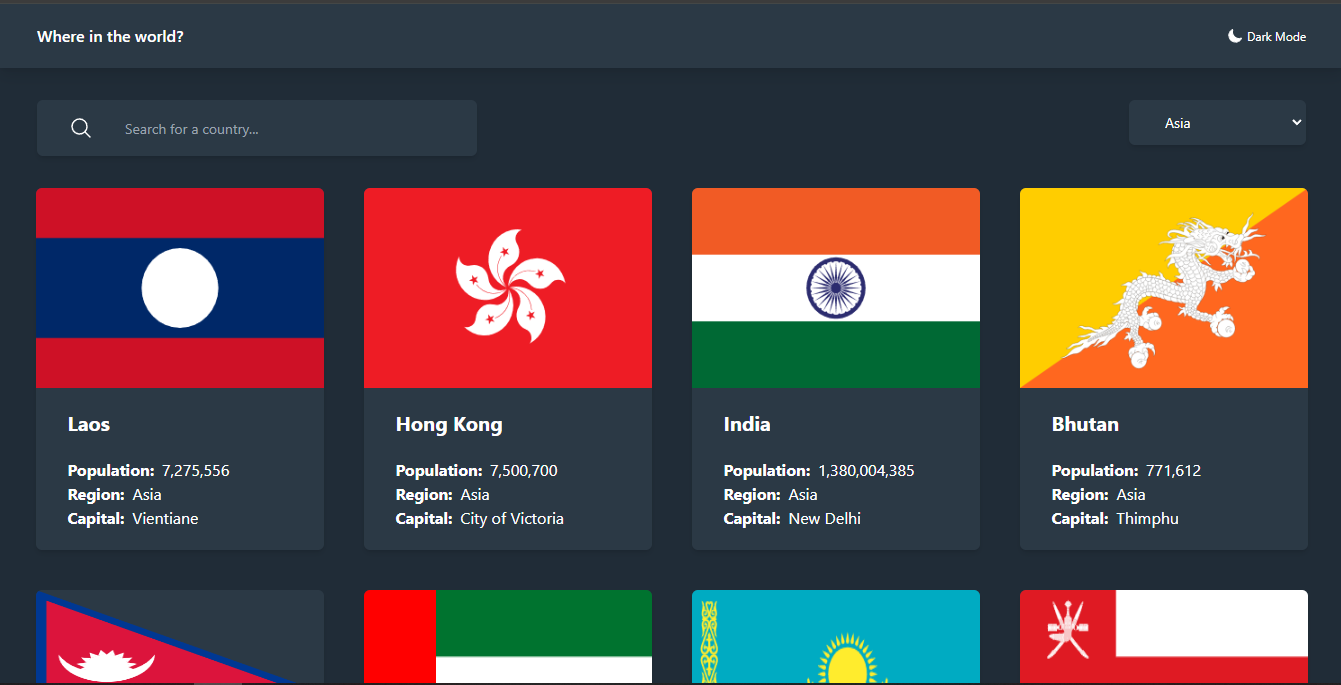 Where in the world?
Dark Mode
Search for a country...
Asia
Laos
Population: 7,275,556
Region: Asia
Capital: Vientiane
Hong Kong
Population: 7,500,700
Region: Asia
Capital: City of Victoria
India
Population: 1,380,004,385
Region: Asia
Capital: New Delhi
Bhutan
Population: 771,612
Region: Asia
Capital: Thimphu